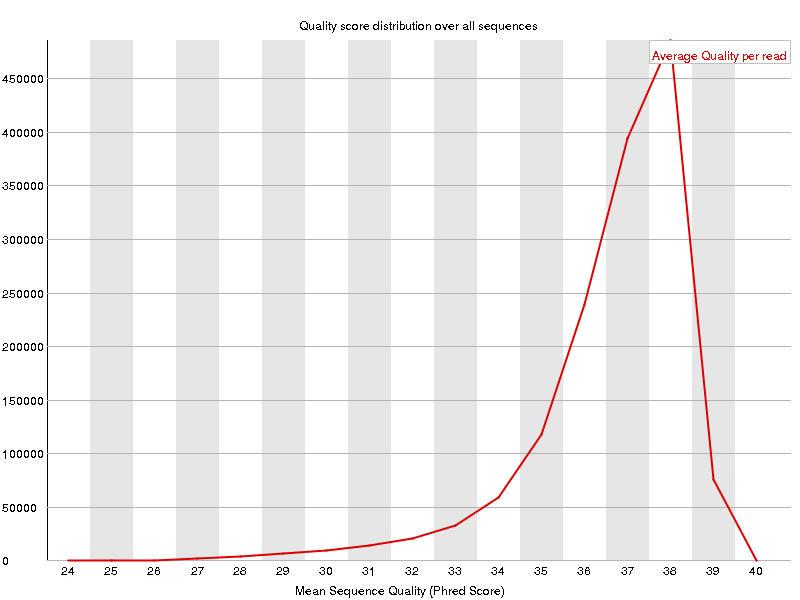 Quality score distribution over all sequences
Average Quality per read
450000
400000
350000
300000
250000
200000
150000
100000
50000
0
24 25 26 27 28 29 30 31 32 33 34 35 36 37 38 39 40
Mean Sequence Quality (Phred Score)